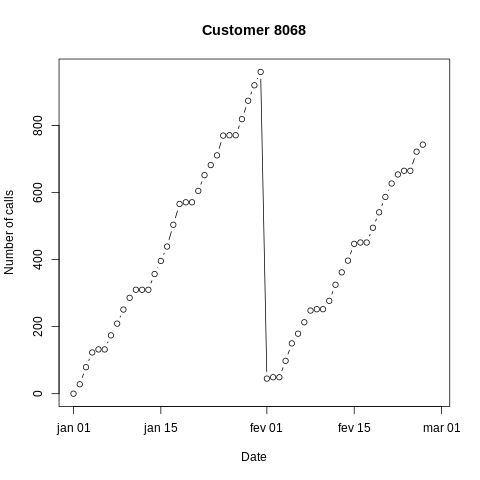 Customer 8068
Number of calls
800
600
400
200
0
jan 01 jan 15 fev 01 fev 15 mar 01
Date